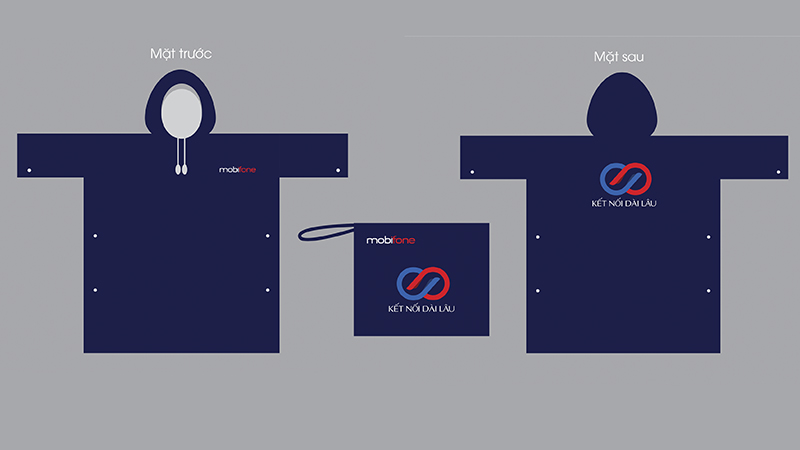 Mặt trước
Mặt sau
mobifone
KẾT NỐI DÀI LÂU
mobifone
KẾT NỐI DÀI LÂU